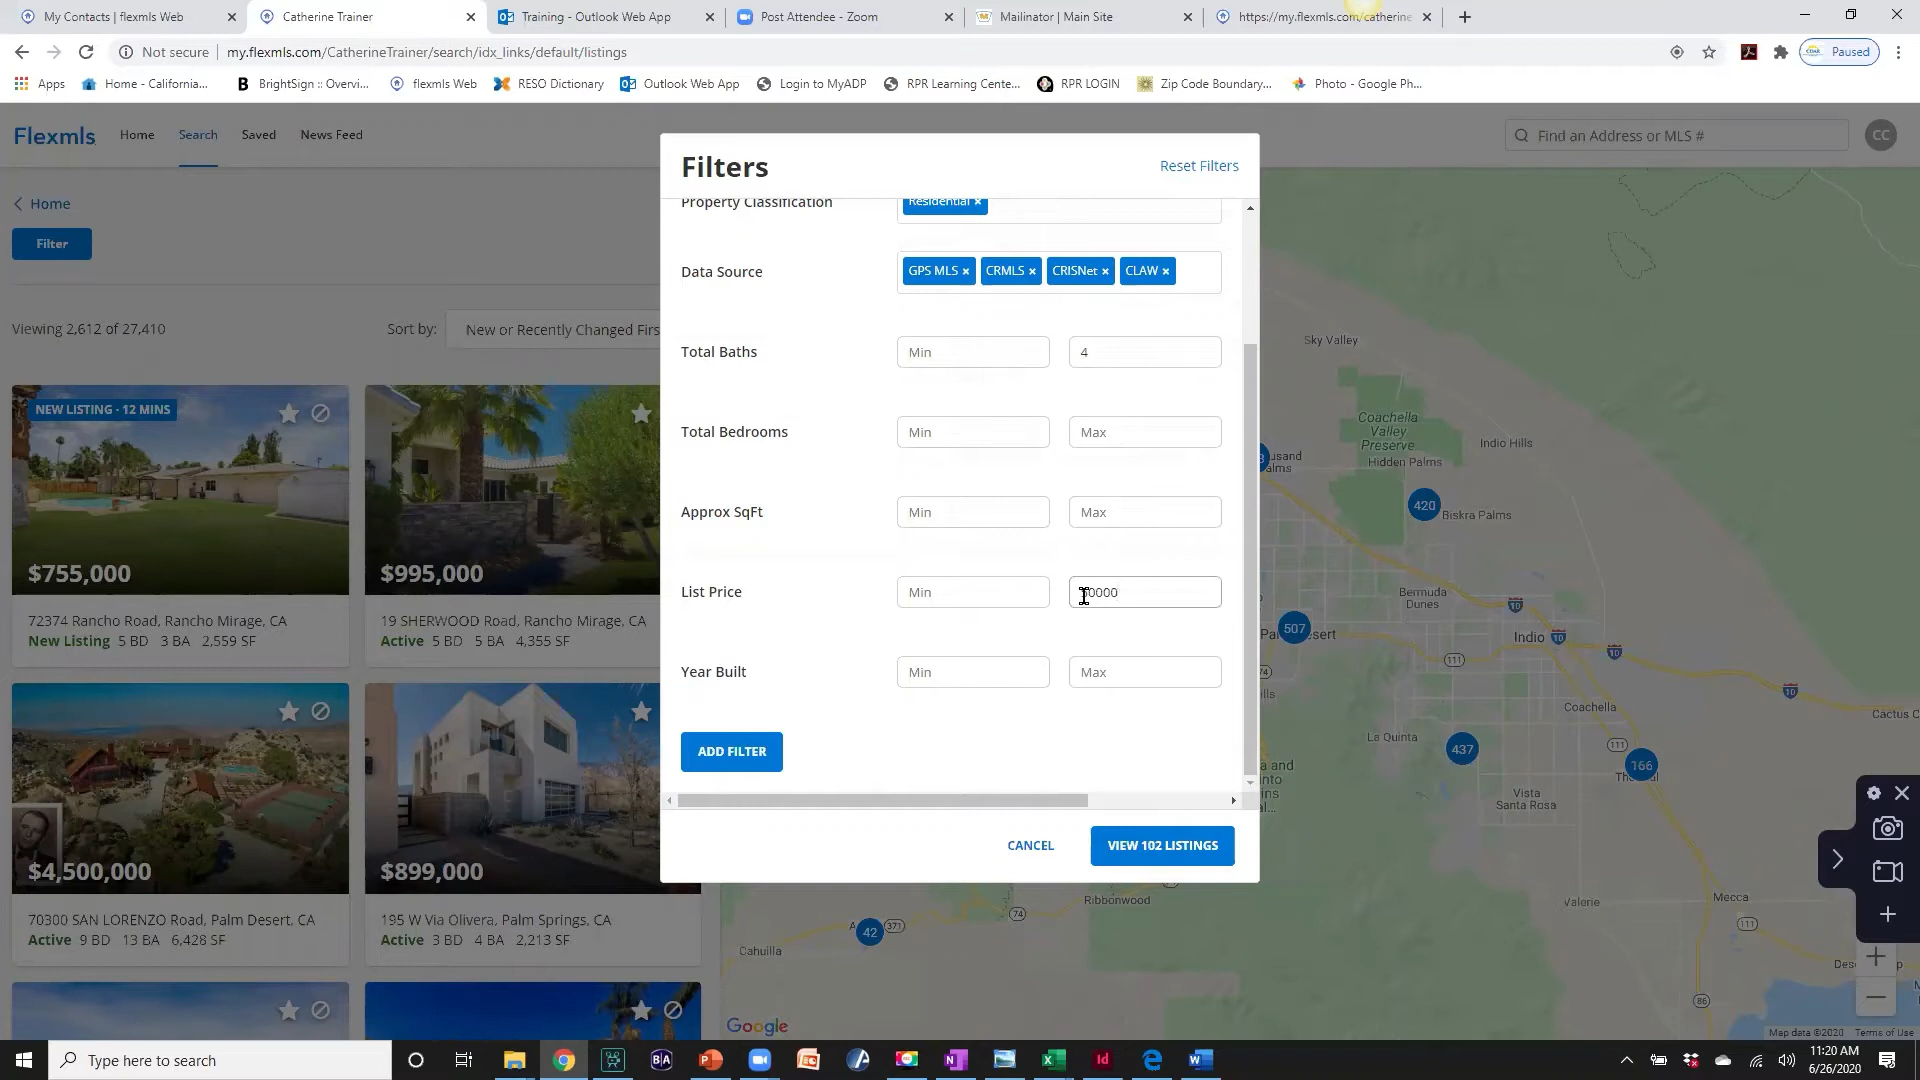 My Contacts | flexmls Web
Catherine Trainer
Training - Outlook Web App
Post Attendee - Zoom
Mailinator | Main Site
https://my.flexmls.com/catherine
Not secure
my.flexmls.com/CatherineTrainer/search/idx_links/default/listings
Paused
Apps
Home - California...
BrightSign :: Overvi...
flexmls Web
RESO Dictionary
Outlook Web App
Login to MyADP
RPR Learning Cente...
RPR LOGIN
Zip Code Boundary...
Photo - Google Ph...
Flexmls
Home
Search
Saved
News Feed
Find an Address or MLS #
CC
Home
Filter
Viewing 2,612 of 27,410
Sort by:
New or Recently Changed Firs
NEW LISTING - 12 MINS
$755,000
72374 Rancho Road, Rancho Mirage, CA
New Listing 5 BD 3 BA 2,559 SF
$995,000
19 SHERWOOD Road, Rancho Mirage, CA
Active 5 BD 5 BA 4,355 SF
$4,500,000
70300 SAN LORENZO Road, Palm Desert, CA
Active 9 BD 13 BA 6,428 SF
$899,000
195 W Via Olivera, Palm Springs, CA
Active 3 BD 4 BA 2,213 SF
Filters
Reset Filters
Property Classification
Residential ×
Data Source
GPS MLS ×
CRMLS ×
CRISNet ×
CLAW ×
Total Baths
Min
4
Total Bedrooms
Min
Max
Approx SqFt
Min
Max
List Price
Min
0000
Year Built
Min
Max
ADD FILTER
CANCEL
VIEW 102 LISTINGS
Sky Valley
Coachella
Valley
Preserve
Indio Hills
Hidden Palms
420
Biskra Palms
Bermuda
Dunes
10
507
Indio
10
111
10
111
74
Coachella
La Quinta
437
111
166
Vista
Santa Rosa
Cactus C
Valerie
Mecca
111
Ribbonwood
74
42
371
Cahuilla
86
Google
Map data ©2020
Terms of Use
Type here to search
11:20 AM
6/26/2020